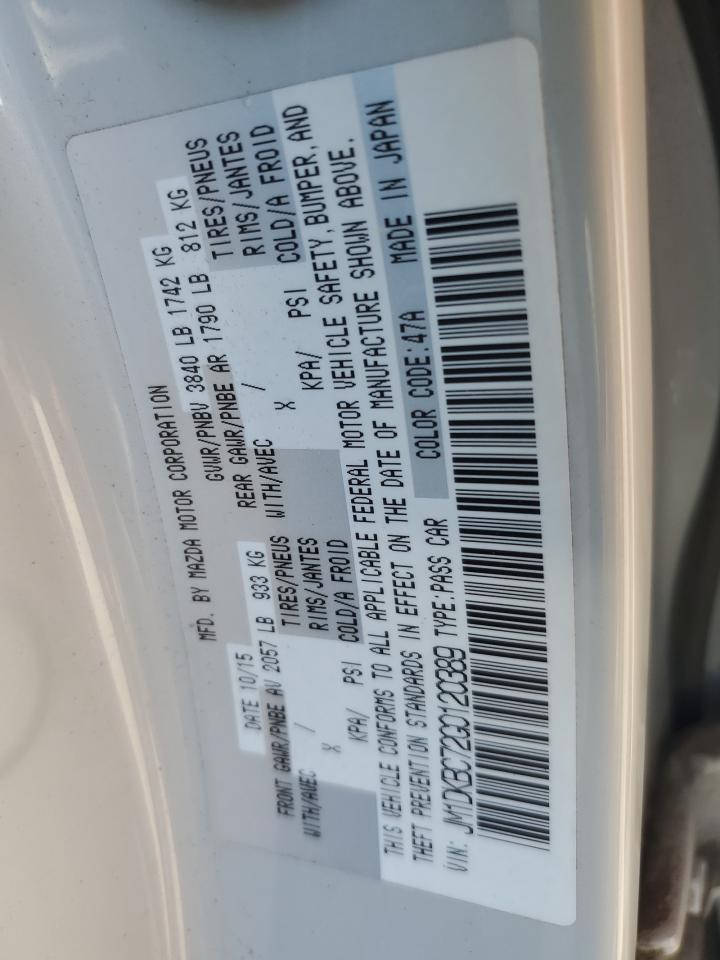 MFD. BY MAZDA MOTOR CORPORATION
DATE 10/15 GVWR/PNBV 3840 LB 1742 KG
FRONT GAWR/PNBE AV 2057 LB 933 KG REAR GAWR/PNBE AR 1790 LB 812 KG
WITH/AVEC / TIRES/PNEUS WITH/AVEC / TIRES/PNEUS
X RIMS/JANTES X RIMS/JANTES
KPA/ PSI COLD/A FROID KPA/ PSI COLD/A FROID
THIS VEHICLE CONFORMS TO ALL APPLICABLE FEDERAL MOTOR VEHICLE SAFETY, BUMPER, AND
THEFT PREVENTION STANDARDS IN EFFECT ON THE DATE OF MANUFACTURE SHOWN ABOVE.
VIN: JM1DKBC72G0120389 TYPE:PASS CAR COLOR CODE:47A MADE IN JAPAN